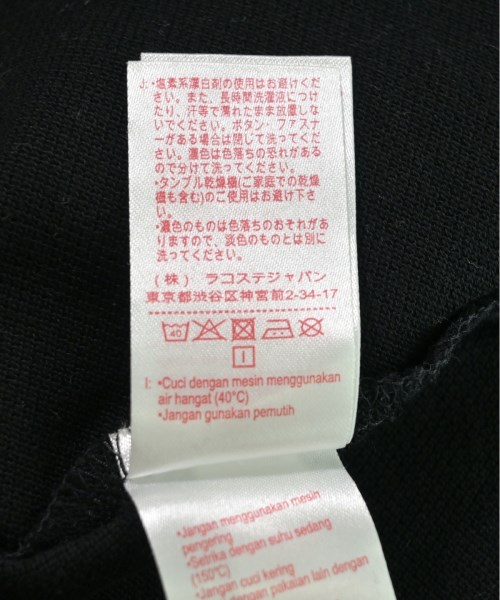 J: •塩素系漂白剤の使用はお避けくだ
さい。また、長時間洗濯液につけ
たり、汗等で濡れたまま放置しな
いでください。ボタン・ファスナ
ーがある場合は閉じて洗ってくだ
さい。濃色は色落ちの恐れがある
ので分けて洗ってください。
•タンブル乾燥機(ご家庭での乾燥
機も含む)のご使用はお避け下さ
い。
•濃色のものは色落ちのおそれがあ
りますので、淡色のものとは別に
洗ってください。
(株) ラコステジャパン
東京都渋谷区神宮前2-34-17
40
I
I: •Cuci dengan mesin menggunakan
air hangat (40°C)
•Jangan gunakan pemutih
•Jangan menggunakan mesin
pengering
•Setrika dengan suhu sedang
(150°C)
•Jangan cuci kering
dengan pakaian lain dengan